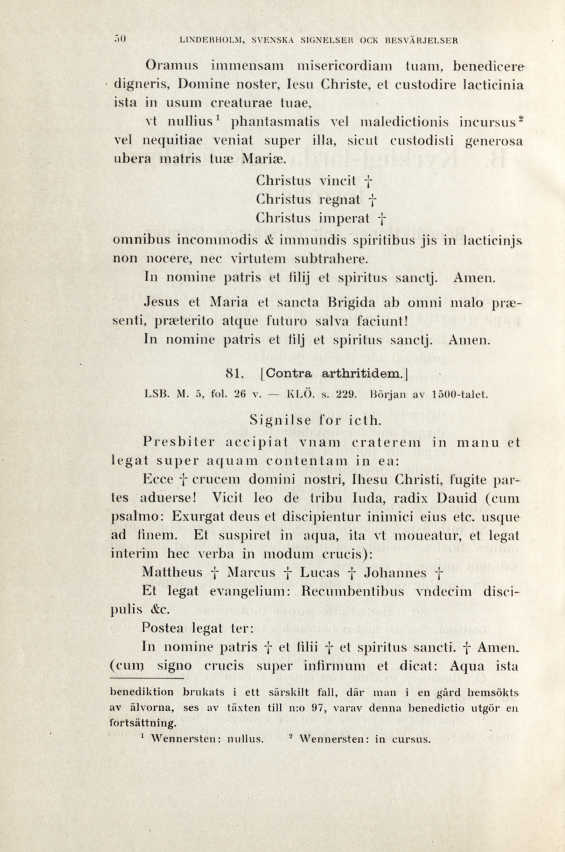 50
LINDERHOLM, SVENSKA SIGNELSER OCK BESVÄRJELSER
Oramus immensam misericordiam tuam, benedicere
digneris, Domine noster, Iesu Christe, et custodire lacticinia
ista in usum creaturae tuae,
vt nullius¹ phantasmatis vel maledictionis incursus²
vel nequitiae veniat super illa, sicut custodisti generosa
ubera matris tuæ Mariæ.
Christus vincit †
Christus regnat †
Christus imperat †
omnibus incommodis & immundis spiritibus jis in lacticinjs
non nocere, nec virtutem subtrahere.
In nomine patris et filij et spiritus sanctj. Amen.
Jesus et Maria et sancta Brigida ab omni malo præ-
senti, præterito atque futuro salva faciunt!
In nomine patris et filj et spiritus sanctj. Amen.
81. [Contra arthritidem.]
LSB. M. 5, fol. 26 v. — KLÖ. s. 229. Början av 1500-talet.
Signilse for icth.
Presbiter accipiat vnam craterem in manu et
legat super aquam contentam in ea:
Ecce † crucem domini nostri, Ihesu Christi, fugite par-
tes aduerse! Vicit leo de tribu Iuda, radix Dauid (cum
psalmo: Exurgat deus et discipientur inimici eius etc. usque
ad finem. Et suspiret in aqua, ita vt moueatur, et legat
interim hec verba in modum crucis):
Mattheus † Marcus † Lucas † Johannes †
Et legat evangelium: Recumbentibus vndecim disci-
pulis &c.
Postea legat ter:
In nomine patris † et filii † et spiritus sancti. † Amen.
(cum signo crucis super infirmum et dicat: Aqua ista
benediktion brukats i ett särskilt fall, där man i en gård hemsökts
av älvorna, ses av täxten till n:o 97, varav denna benedictio utgör en
fortsättning.
¹ Wennersten: nullus. ² Wennersten: in cursus.